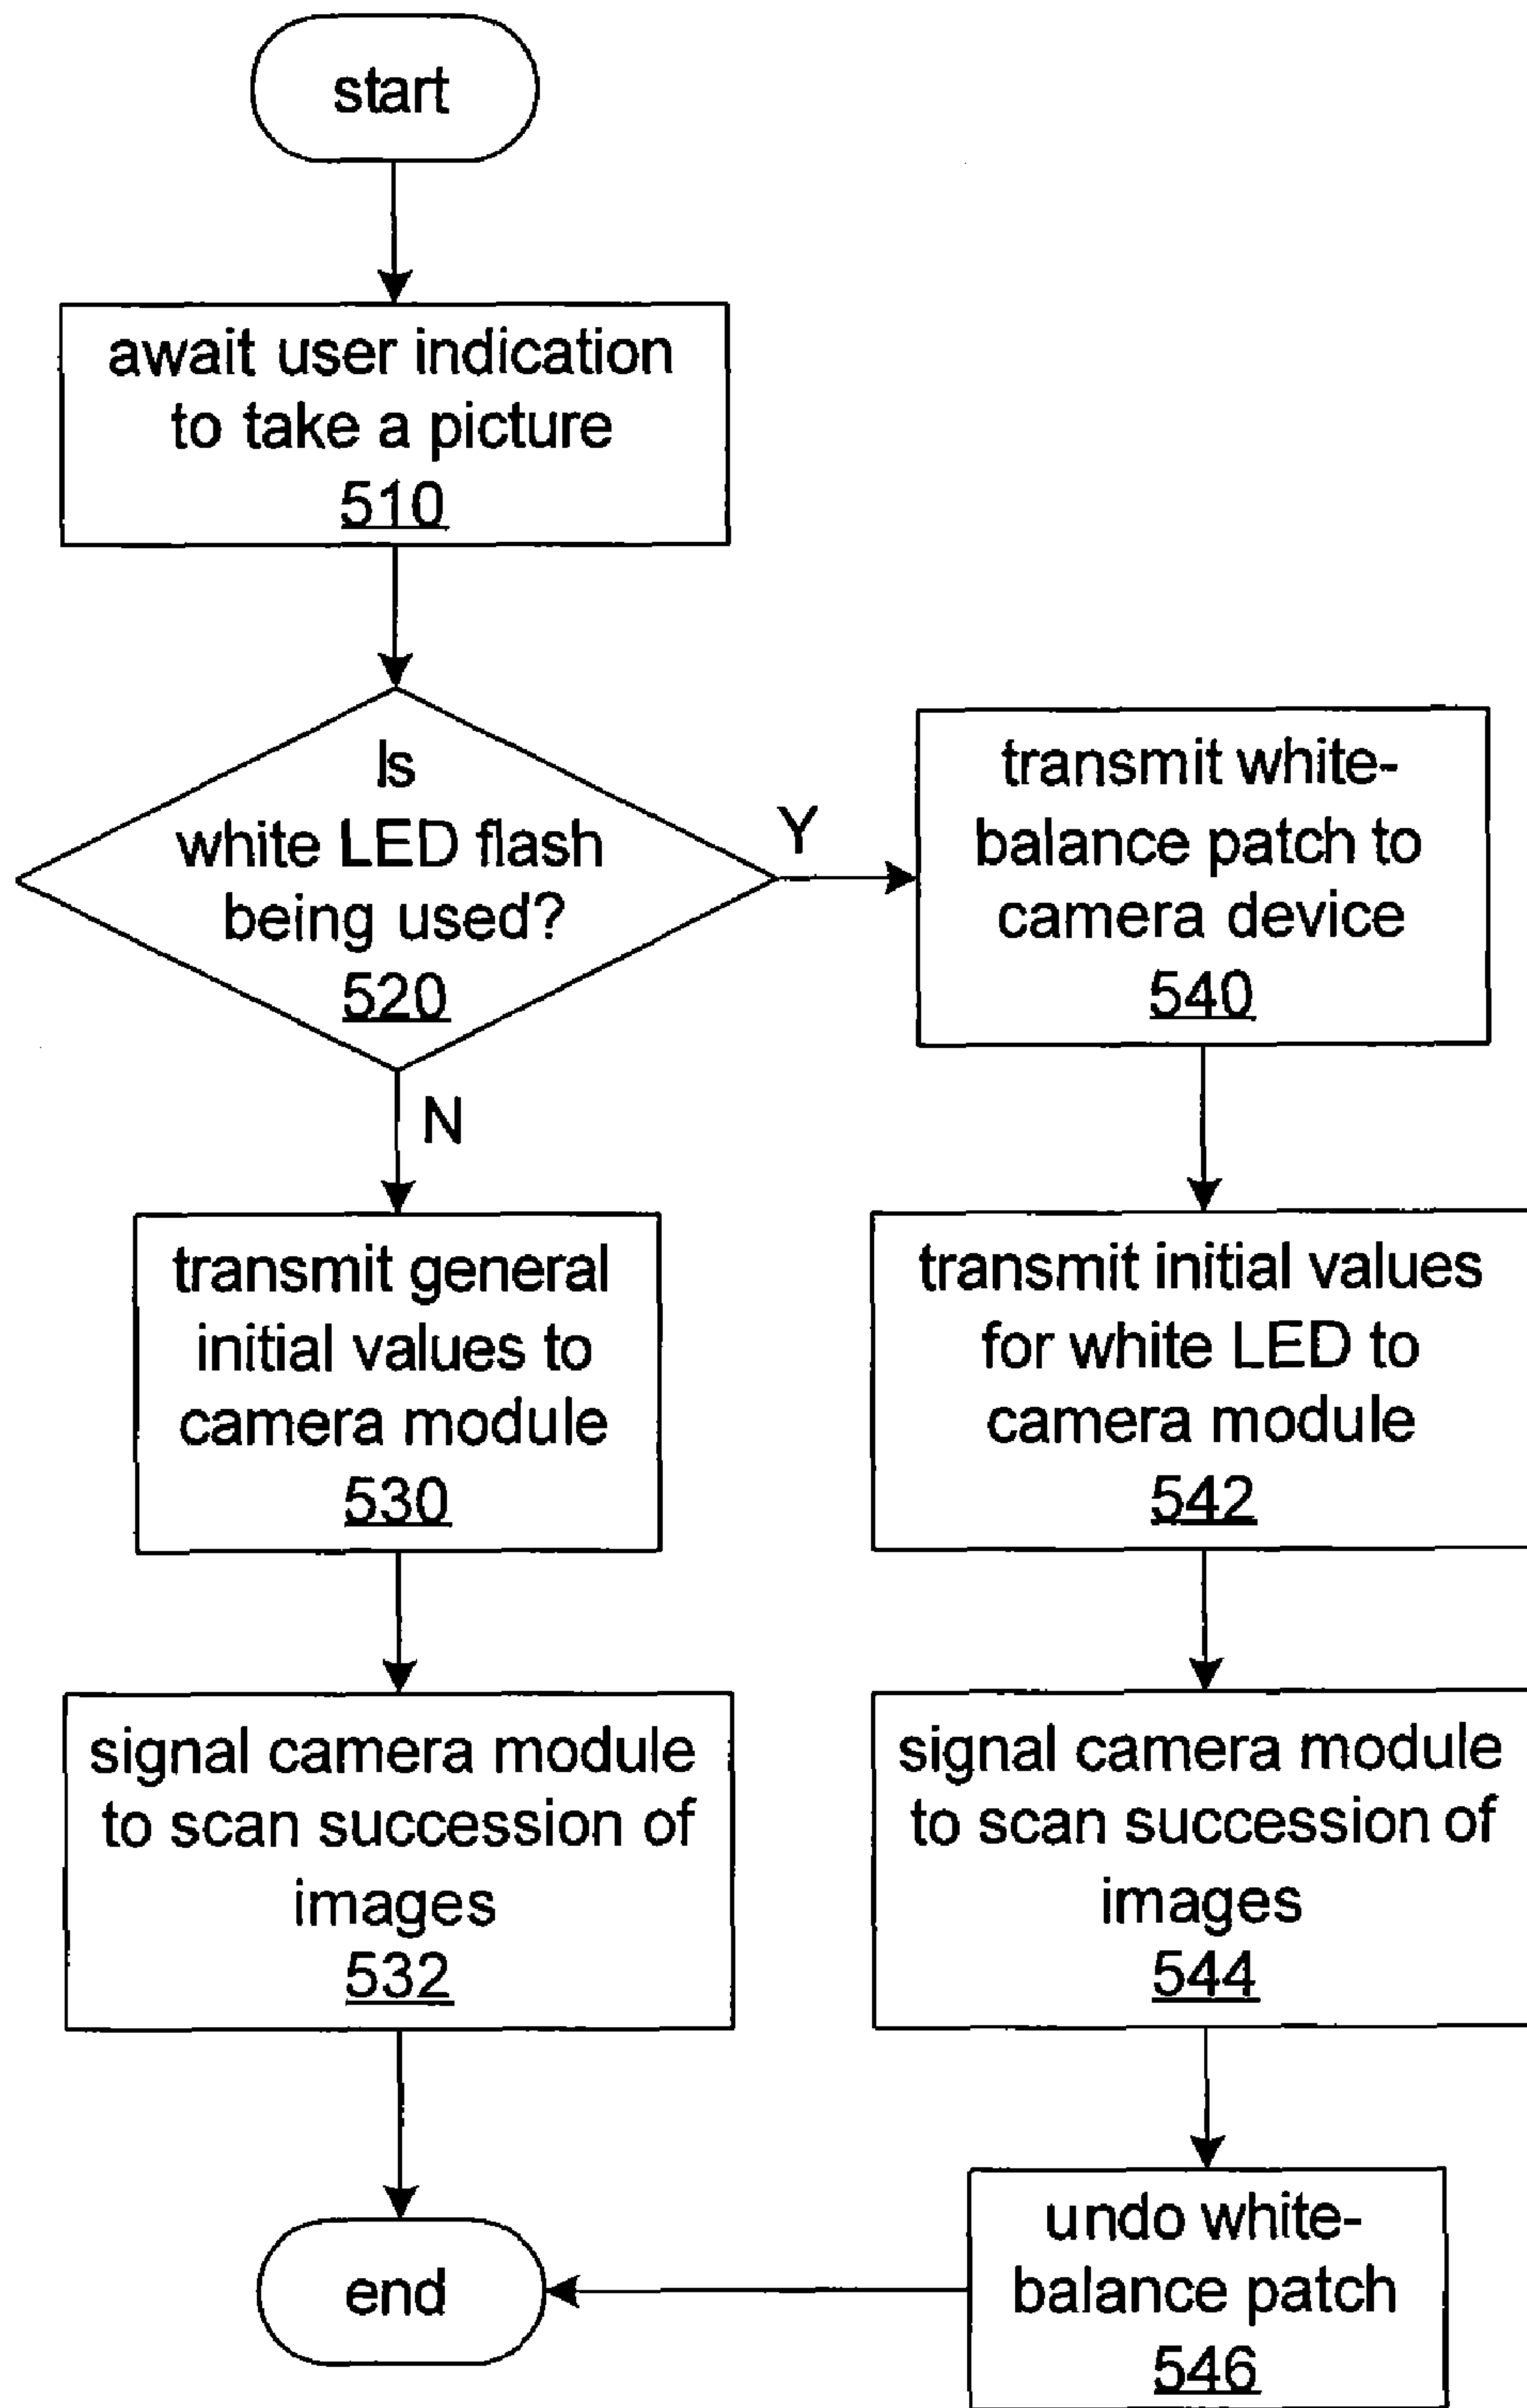 start
await user indication
to take a picture
510
Is
white LED flash
being used?
520
Y
N
transmit white-
balance patch to
camera device
540
transmit general
initial values to
camera module
530
transmit initial values
for white LED to
camera module
542
signal camera module
to scan succession of
images
532
signal camera module
to scan succession of
images
544
undo white-
balance patch
546
end